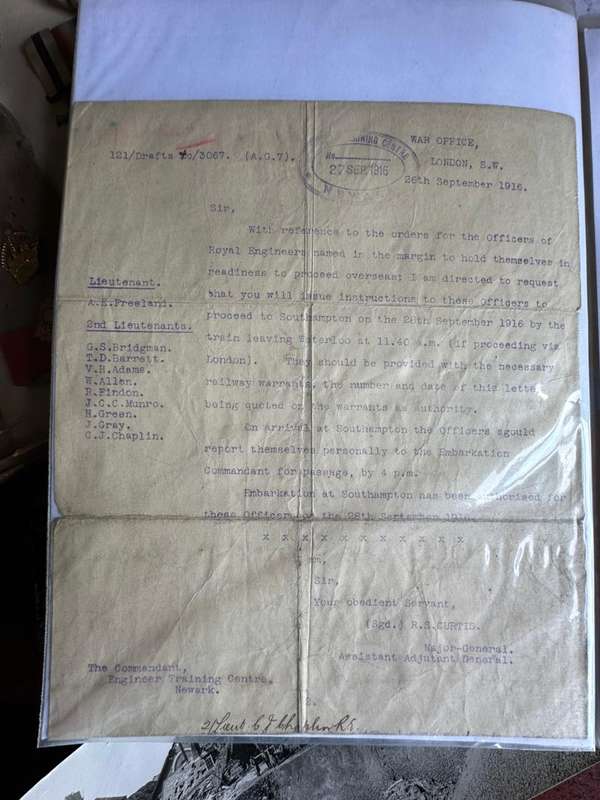 WAR OFFICE,
LONDON, S.W.
121/Drafts to/3067. (A.G.7).
26th September 1916.
TRAINING CENTRE
No
27 SEP 1916
Sir,
With reference to the orders for the Officers of
Royal Engineers named in the margin to hold themselves in
readiness to proceed overseas; I am directed to request
that you will issue instructions to these Officers to
proceed to Southampton on the 28th September 1916 by the
train leaving Waterloo at 11.40 a.m. (if proceeding via
London). They should be provided with the necessary
railway warrants, the number and date of this letter
being quoted on the warrants as authority.
On arrival at Southampton the Officers sgould
report themselves personally to the Embarkation
Commandant for passage, by 4 p.m.
Embarkation at Southampton has been authorised for
these Officers the 28th September 1916.
x x x x x x x x x x x
Lieutenant.
A.E.Freeland.
2nd Lieutenants.
G.S.Bridgman.
T.D.Barrett.
V.H.Adams.
W.Allen.
R.Findon.
J.C.C.Munro.
H.Green.
J.Gray.
C.J.Chaplin.
Sir,
Your obedient Servant,
(Sgd.) R.S.CURTIS.
Major-General.
Assistant Adjutant General.
The Commandant,
Engineer Training Centre,
Newark.
2.
2/Lieut C J Chaplin R.E.